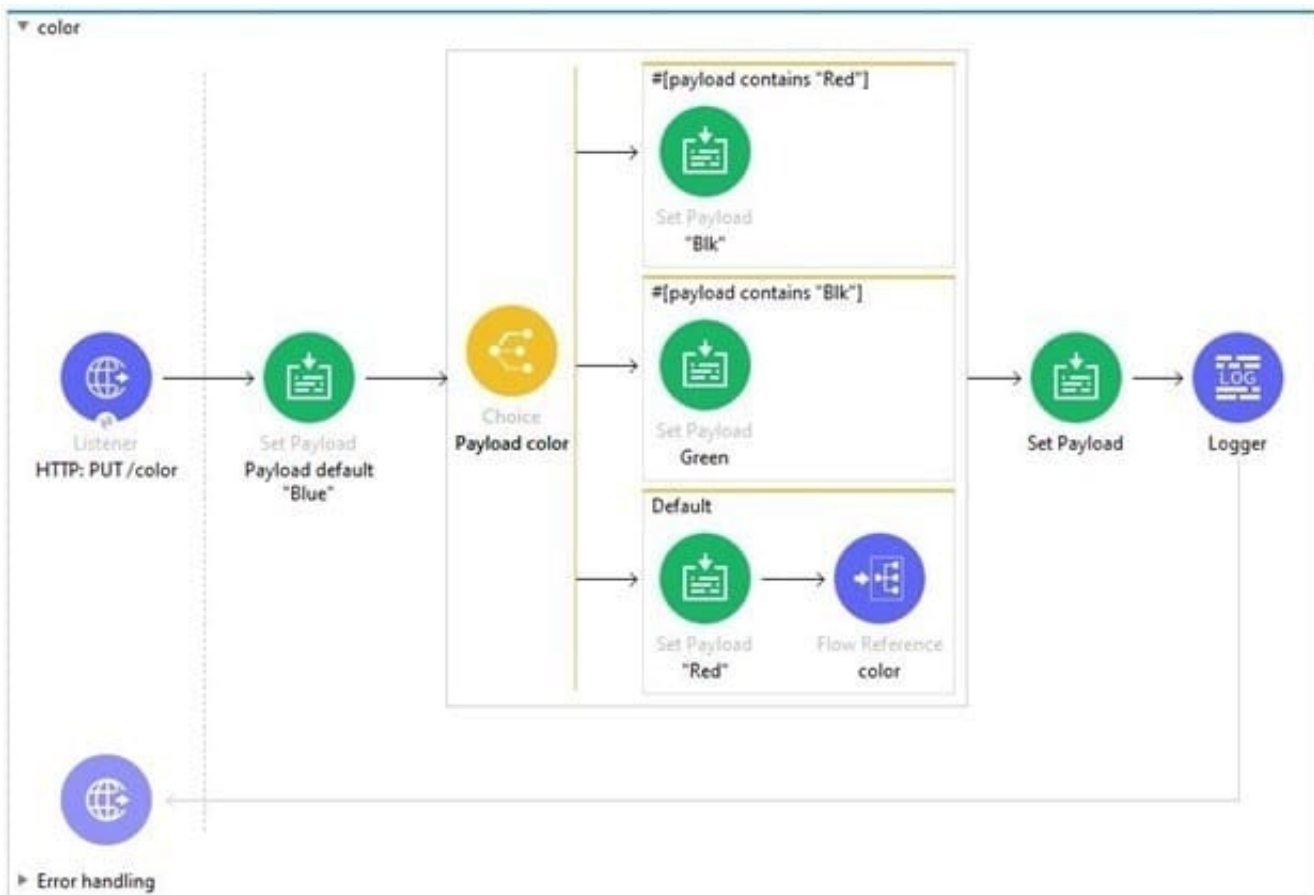 color
#[payload contains "Red"]
Set Payload
"Blk"
#[payload contains "Blk"]
Set Payload
Green
Default
Set Payload
"Red"
Flow Reference
color
Listener
HTTP: PUT /color
Set Payload
Payload default
"Blue"
Choice
Payload color
Set Payload
LOG
Logger
Error handling